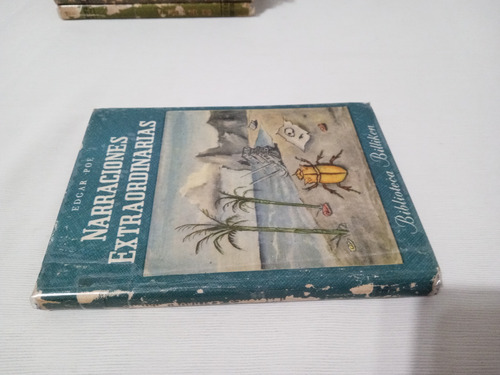 EDGAR POE
NARRACIONES
EXTRAORDINARIAS
Biblioteca Billiken